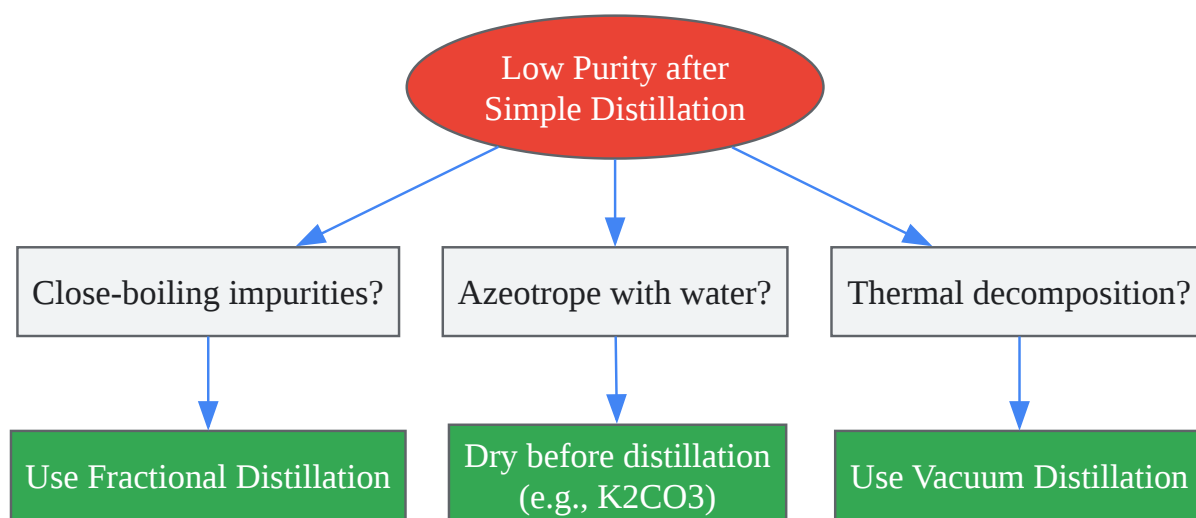 Low Purity after
Simple Distillation
Close-boiling impurities?
Azeotrope with water?
Thermal decomposition?
Use Fractional Distillation
Dry before distillation
(e.g., K2CO3)
Use Vacuum Distillation